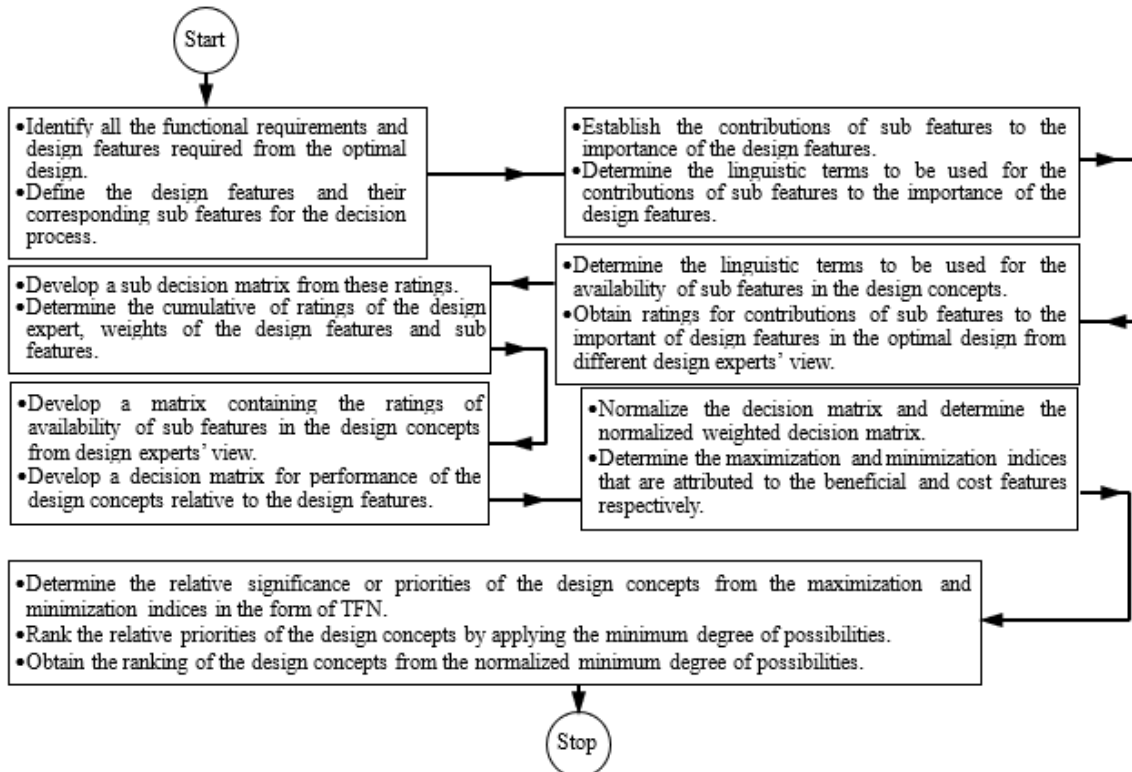 Start
•Identify all the functional requirements and
design features required from the optimal
design.
•Define the design features and their
corresponding sub features for the decision
process.
•Establish the contributions of sub features to the
importance of the design features.
•Determine the linguistic terms to be used for the
contributions of sub features to the importance of the
design features.
•Determine the linguistic terms to be used for the
availability of sub features in the design concepts.
•Obtain ratings for contributions of sub features to the
important of design features in the optimal design from
different design experts’ view.
•Develop a sub decision matrix from these ratings.
•Determine the cumulative of ratings of the design
expert, weights of the design features and sub
features.
•Develop a matrix containing the ratings of
availability of sub features in the design concepts
from design experts’ view.
•Develop a decision matrix for performance of the
design concepts relative to the design features.
•Normalize the decision matrix and determine the
normalized weighted decision matrix.
•Determine the maximization and minimization indices
that are attributed to the beneficial and cost features
respectively.
•Determine the relative significance or priorities of the design concepts from the maximization and
minimization indices in the form of TFN.
•Rank the relative priorities of the design concepts by applying the minimum degree of possibilities.
•Obtain the ranking of the design concepts from the normalized minimum degree of possibilities.
Stop